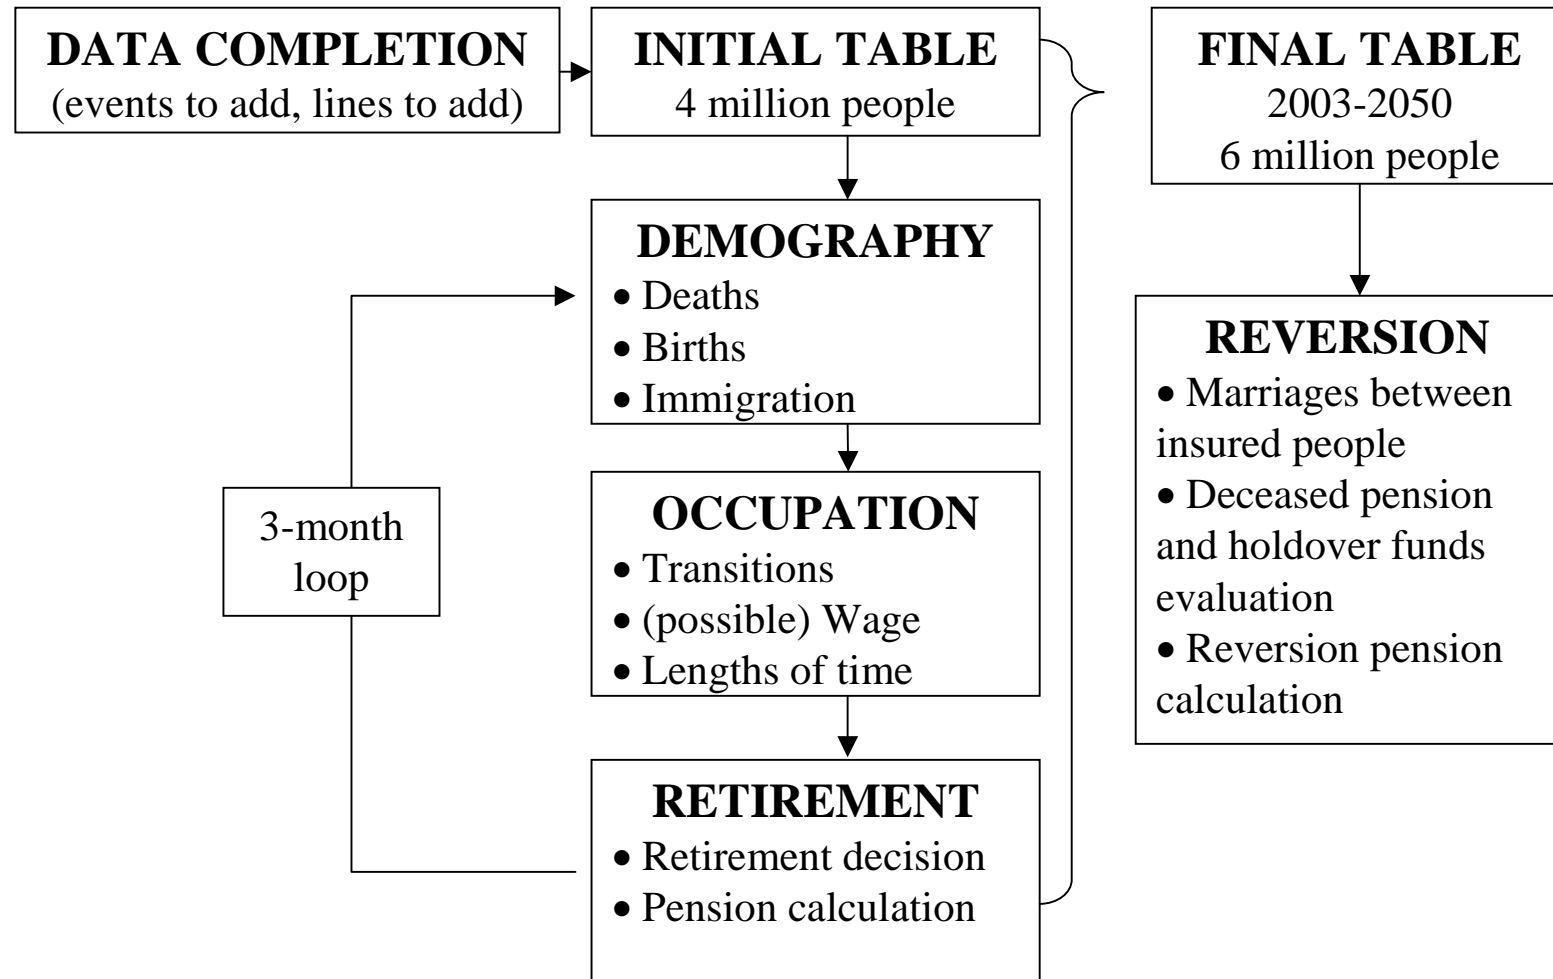 DATA COMPLETION
(events to add, lines to add)
INITIAL TABLE
4 million people
FINAL TABLE
2003-2050
6 million people
DEMOGRAPHY
• Deaths
• Births
• Immigration
3-month
loop
OCCUPATION
• Transitions
• (possible) Wage
• Lengths of time
RETIREMENT
• Retirement decision
• Pension calculation
REVERSION
• Marriages between
insured people
• Deceased pension
and holdover funds
evaluation
• Reversion pension
calculation